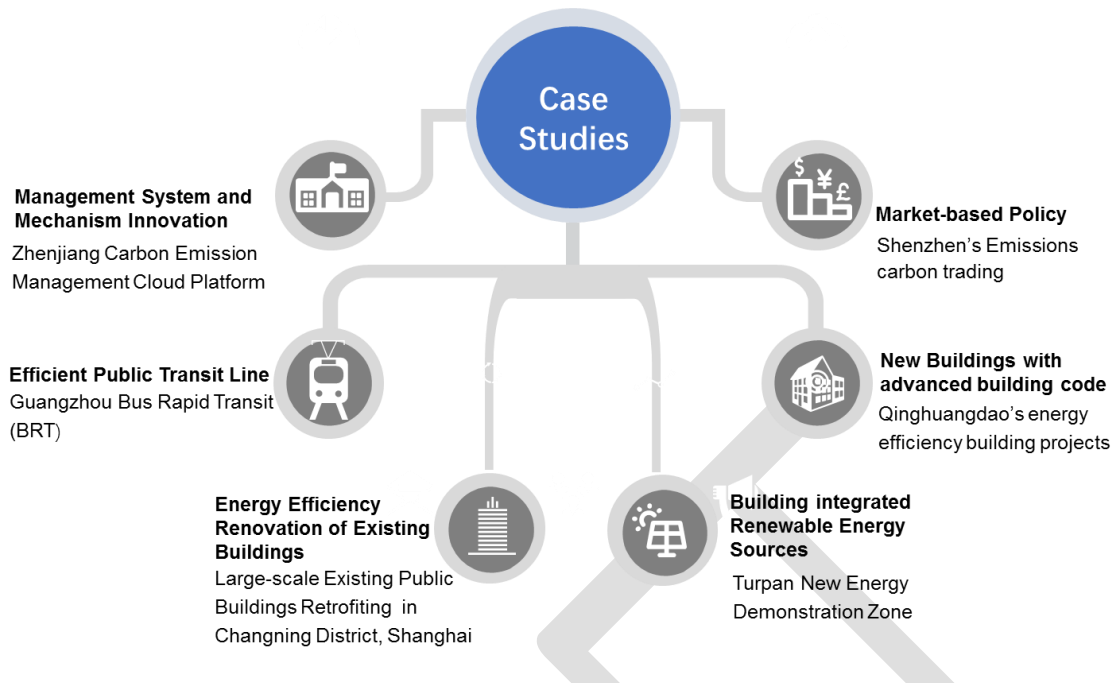 Case
Studies
Management System and
Mechanism Innovation
Zhenjiang Carbon Emission
Management Cloud Platform
$ ¥ £
Market-based Policy
Shenzhen's Emissions
carbon trading
Efficient Public Transit Line
Guangzhou Bus Rapid Transit
(BRT)
New Buildings with
advanced building code
Qinghuangdao's energy
efficiency building projects
Energy Efficiency
Renovation of Existing
Buildings
Large-scale Existing Public
Buildings Retrofiting in
Changning District, Shanghai
Building integrated
Renewable Energy
Sources
Turpan New Energy
Demonstration Zone